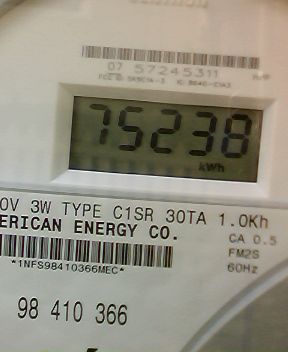 07 57245311
75238
kWh
0V 3W TYPE C1SR 30TA 1.0Kh
ERICAN ENERGY CO. CA 0.5
FM2S
*1NFS98410366MEC* 60Hz
98 410 366